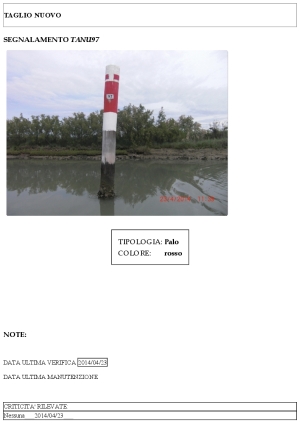 TAGLIO NUOVO
SEGNALAMENTO TANU97
TIPOLOGIA: Palo
COLORE: rosso
NOTE:
DATA ULTIMA VERIFICA 2014/04/23
DATA ULTIMA MANUTENZIONE
CRITICITA' RILEVATE
Nessuna 2014/04/23